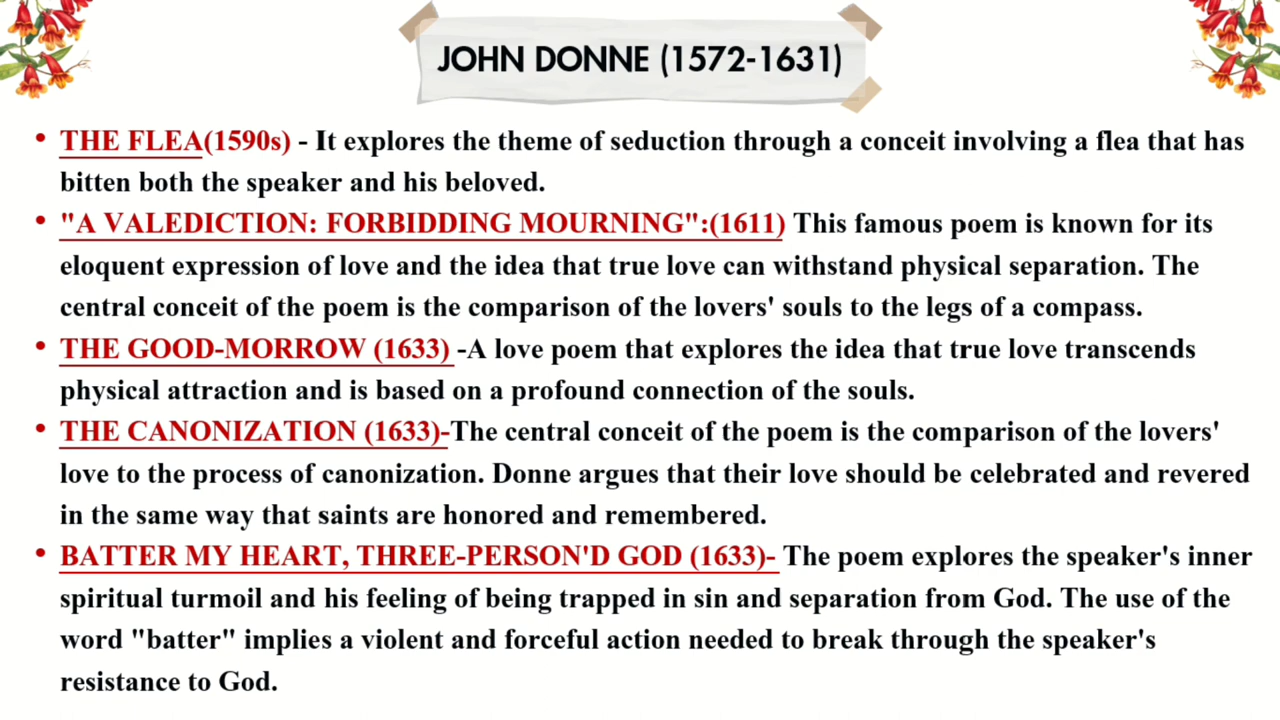 JOHN DONNE (1572-1631)
• THE FLEA(1590s) - It explores the theme of seduction through a conceit involving a flea that has
bitten both the speaker and his beloved.
• "A VALEDICTION: FORBIDDING MOURNING":(1611) This famous poem is known for its
eloquent expression of love and the idea that true love can withstand physical separation. The
central conceit of the poem is the comparison of the lovers' souls to the legs of a compass.
• THE GOOD-MORROW (1633) -A love poem that explores the idea that true love transcends
physical attraction and is based on a profound connection of the souls.
• THE CANONIZATION (1633)-The central conceit of the poem is the comparison of the lovers'
love to the process of canonization. Donne argues that their love should be celebrated and revered
in the same way that saints are honored and remembered.
• BATTER MY HEART, THREE-PERSON'D GOD (1633)- The poem explores the speaker's inner
spiritual turmoil and his feeling of being trapped in sin and separation from God. The use of the
word "batter" implies a violent and forceful action needed to break through the speaker's
resistance to God.